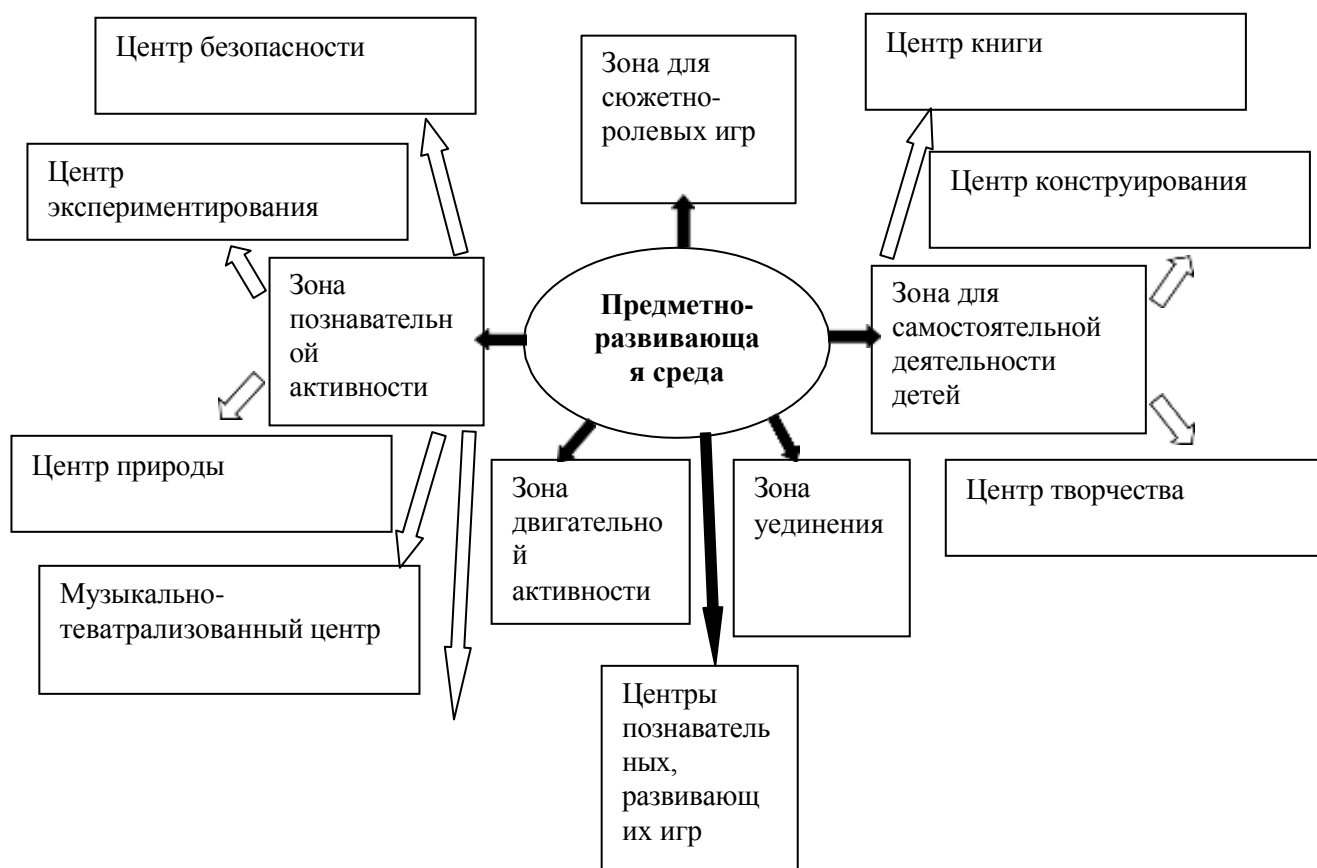 Центр безопасности
Зона для
сюжетно-
ролевых игр
Центр книги
Центр
экспериментирования
Центр конструирования
Зона
познавательн
ой
активности
Предметно-
развивающа
я среда
Зона для
самостоятельной
деятельности
детей
Центр природы
Зона
двигательно
й
активности
Зона
уединения
Центр творчества
Музыкально-
теватрализованный центр
Центры
познаватель
ных,
развивающ
их игр